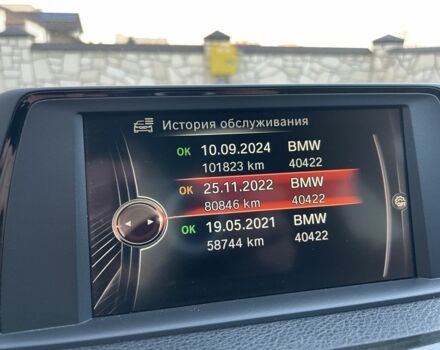 История обслуживания
OK 10.09.2024 BMW
101823 km 40422
OK 25.11.2022 BMW
80846 km 40422
OK 19.05.2021 BMW
58744 km 40422